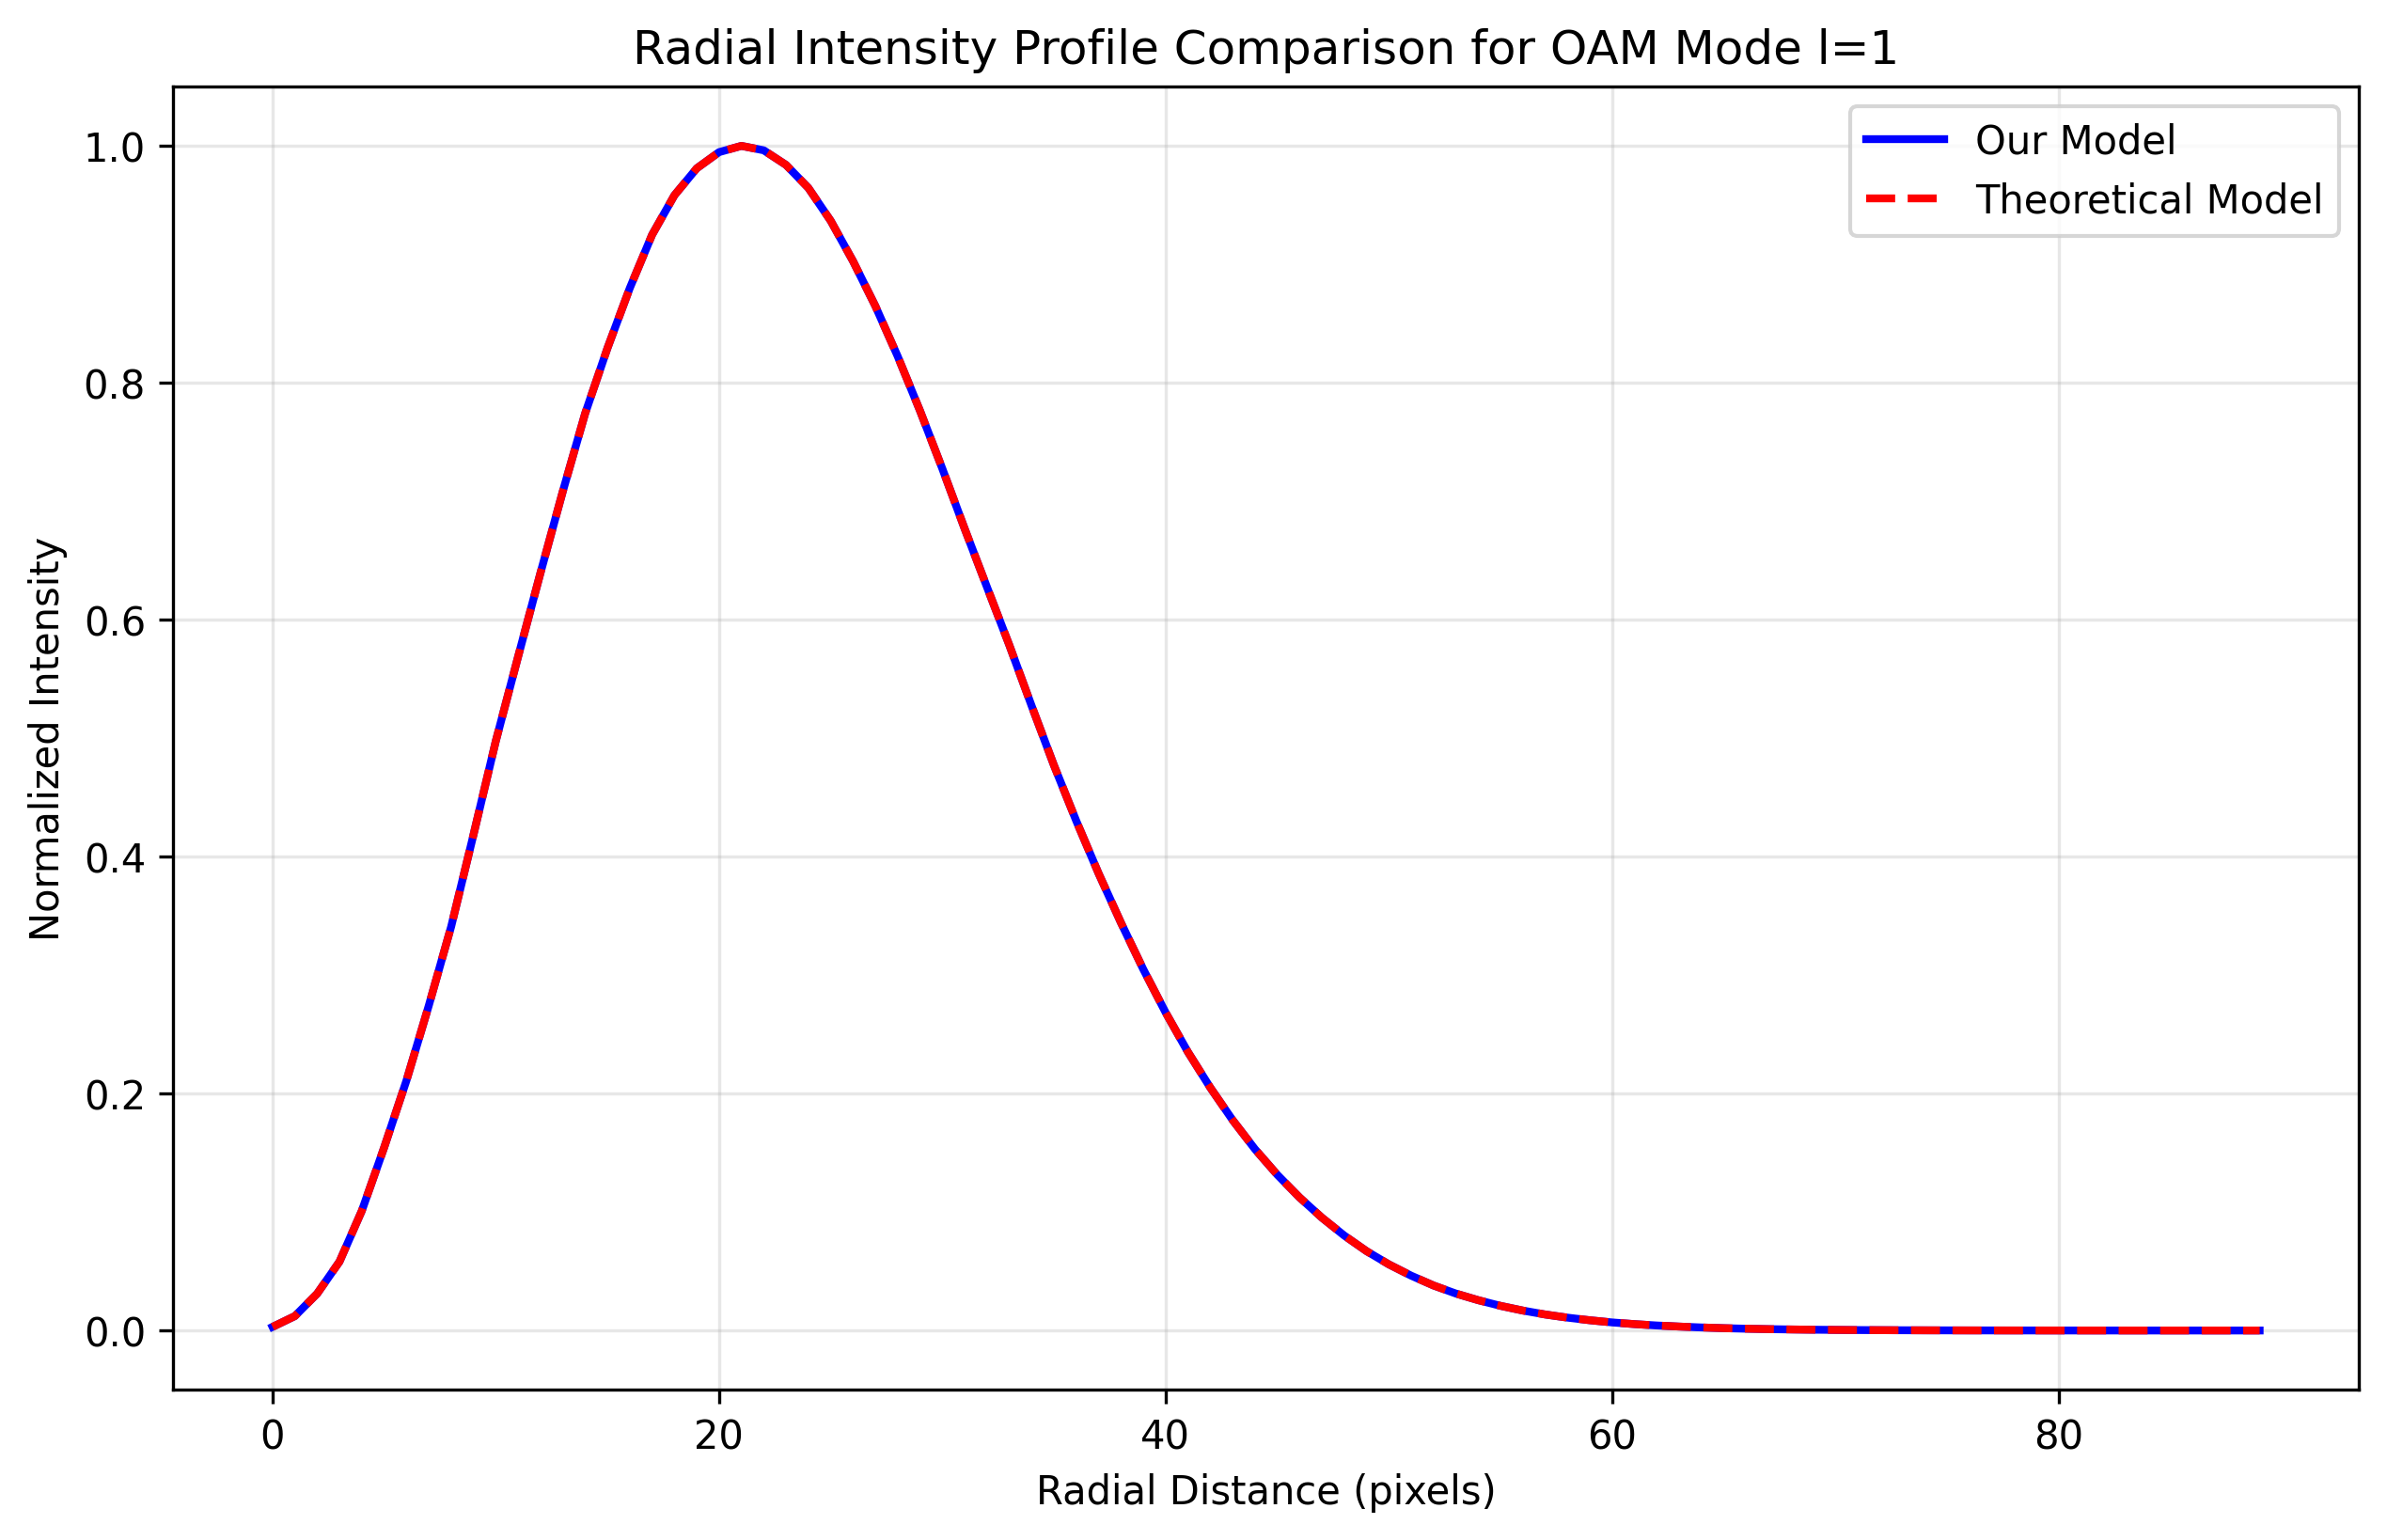 Radial Intensity Profile Comparison for OAM Mode l=1
Our Model
Theoretical Model
Normalized Intensity
1.0
0.8
0.6
0.4
0.2
0.0
0 20 40 60 80
Radial Distance (pixels)